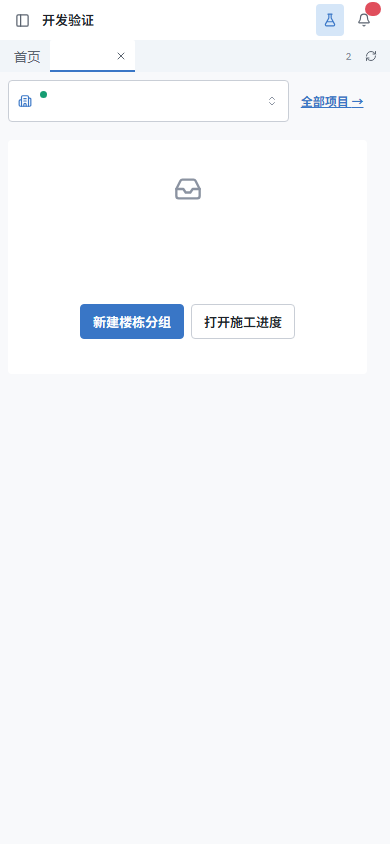 开发验证
首页
2
全部项目 →
新建楼栋分组
打开施工进度